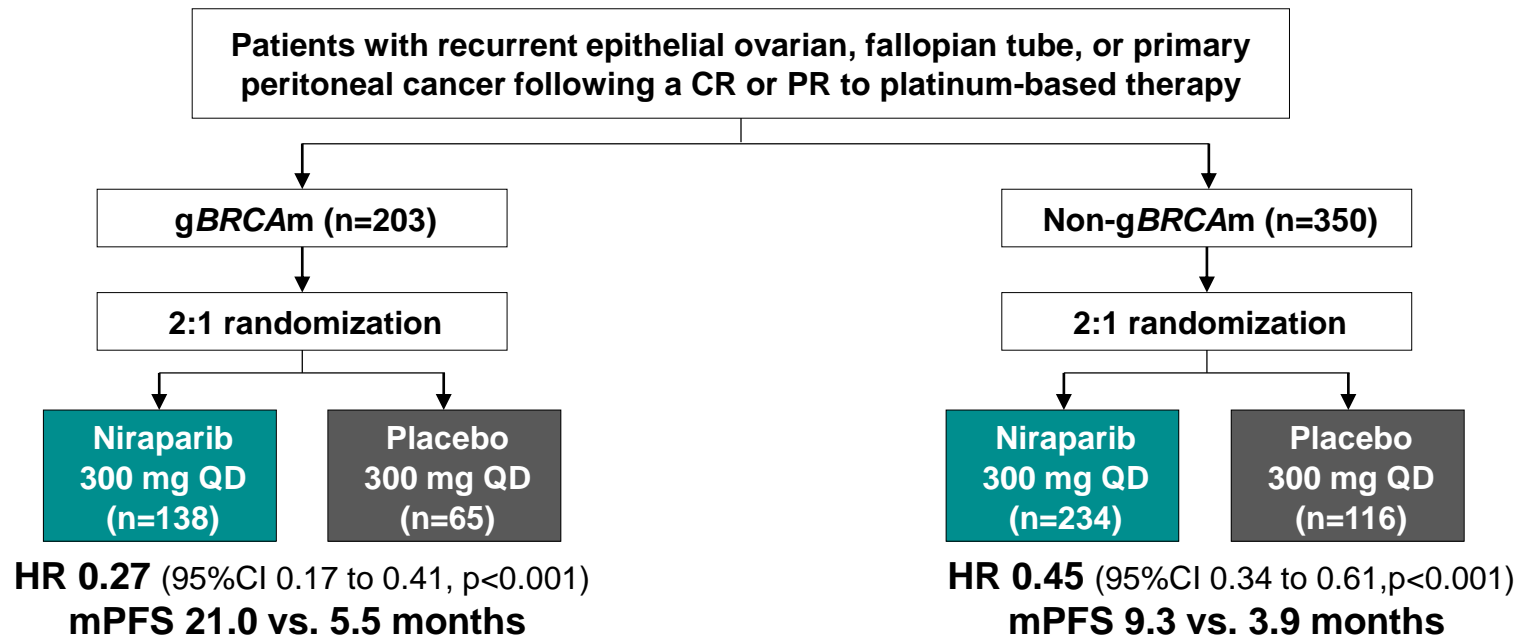 Patients with recurrent epithelial ovarian, fallopian tube, or primary
peritoneal cancer following a CR or PR to platinum-based therapy
gBRCAm (n=203)
Non-gBRCAm (n=350)
2:1 randomization
2:1 randomization
Niraparib
300 mg QD
(n=138)
Placebo
300 mg QD
(n=65)
Niraparib
300 mg QD
(n=234)
Placebo
300 mg QD
(n=116)
HR 0.27 (95%CI 0.17 to 0.41, p<0.001)
mPFS 21.0 vs. 5.5 months
HR 0.45 (95%CI 0.34 to 0.61,p<0.001)
mPFS 9.3 vs. 3.9 months